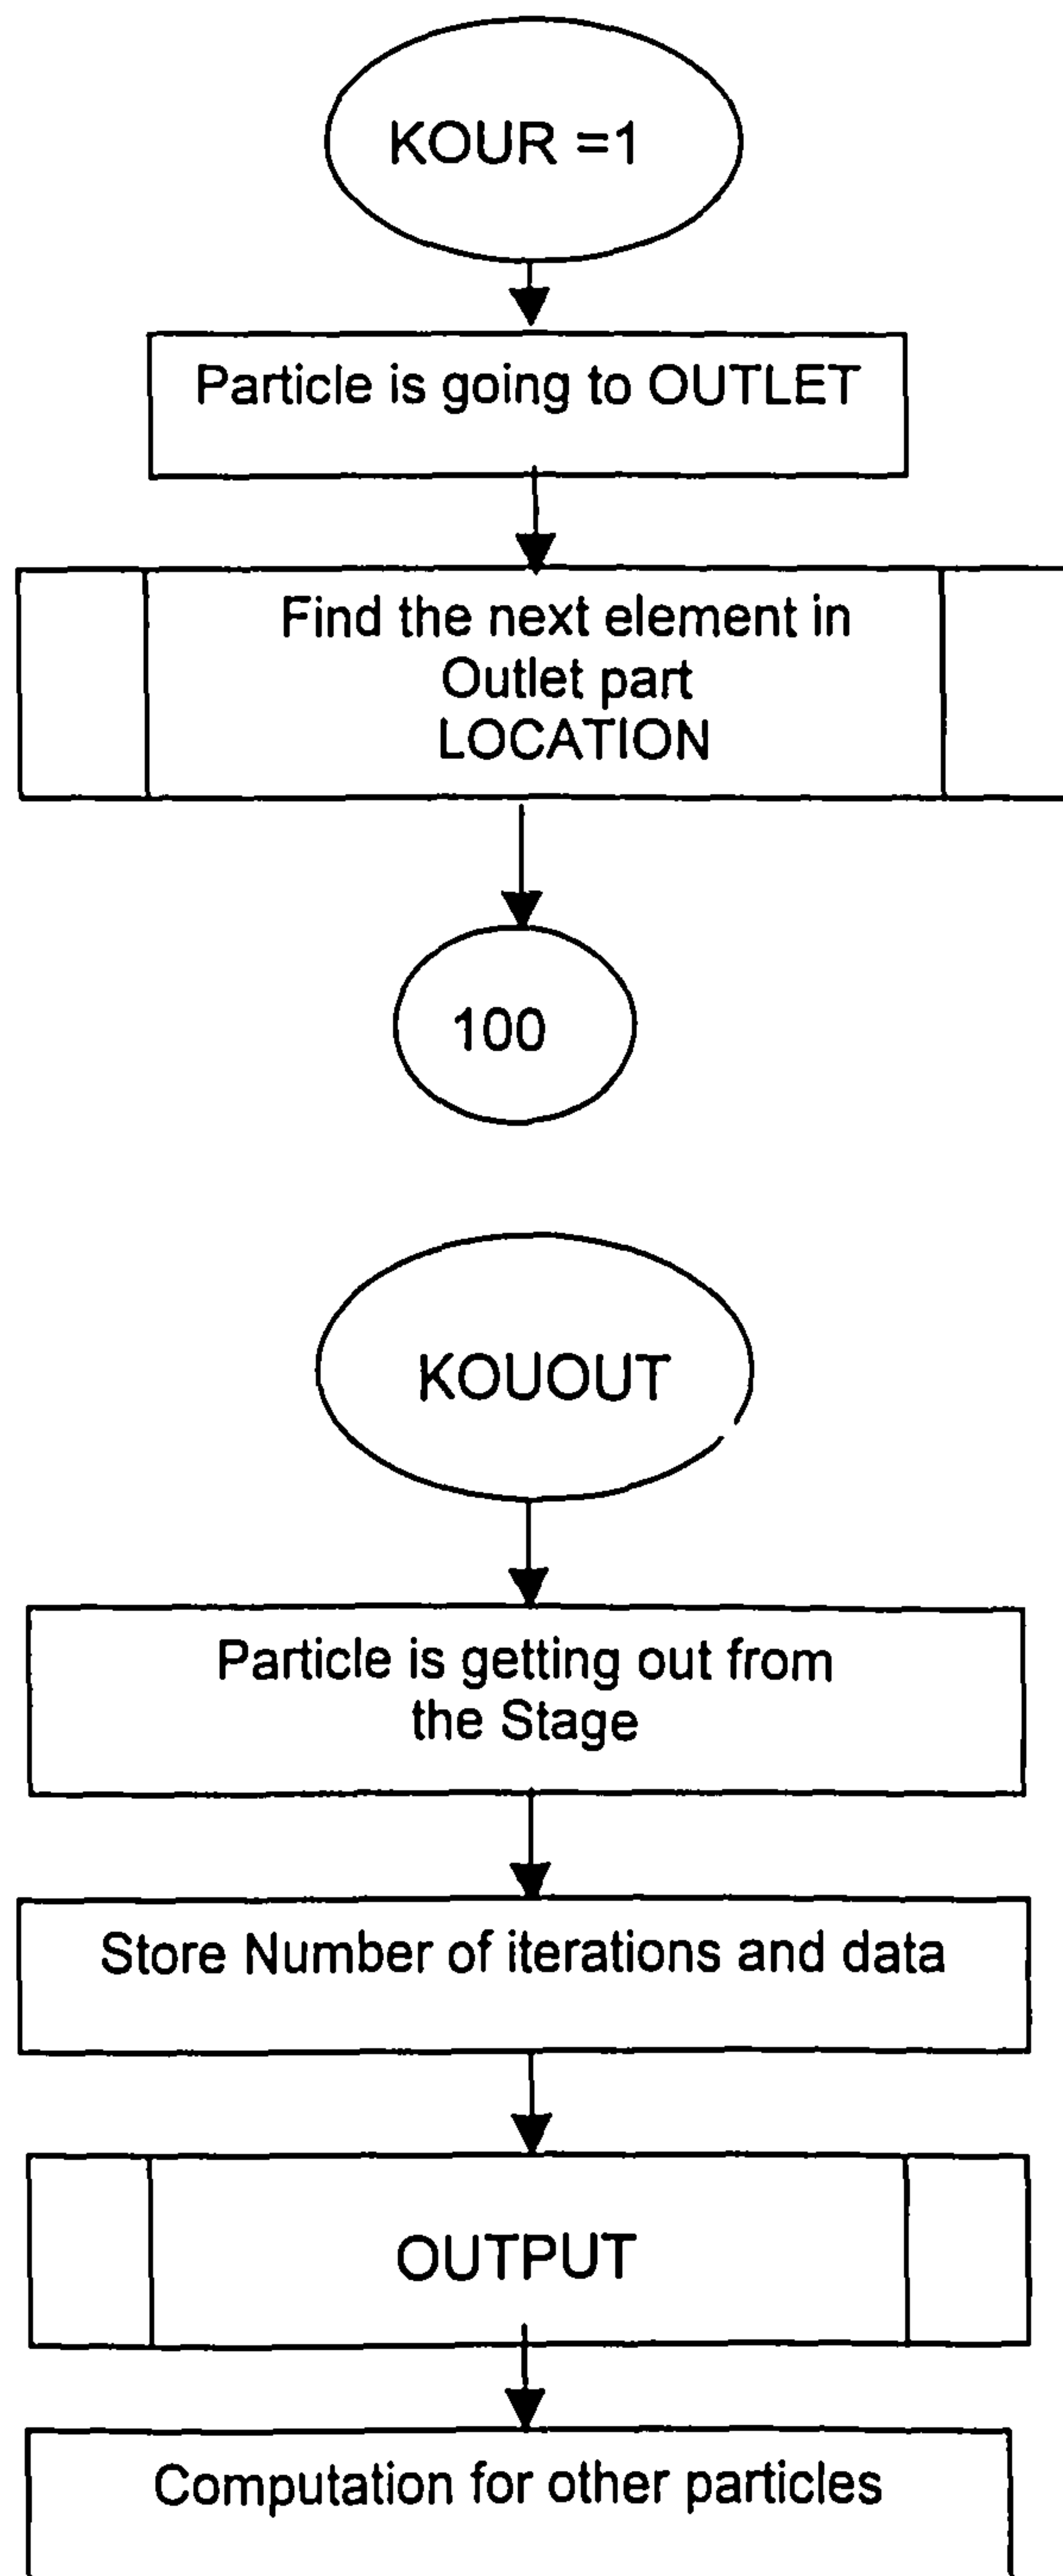 KOUR =1
Particle is going to OUTLET
Find the next element in
Outlet part
LOCATION
100
KOUOUT
Particle is getting out from
the Stage
Store Number of iterations and data
OUTPUT
Computation for other particles